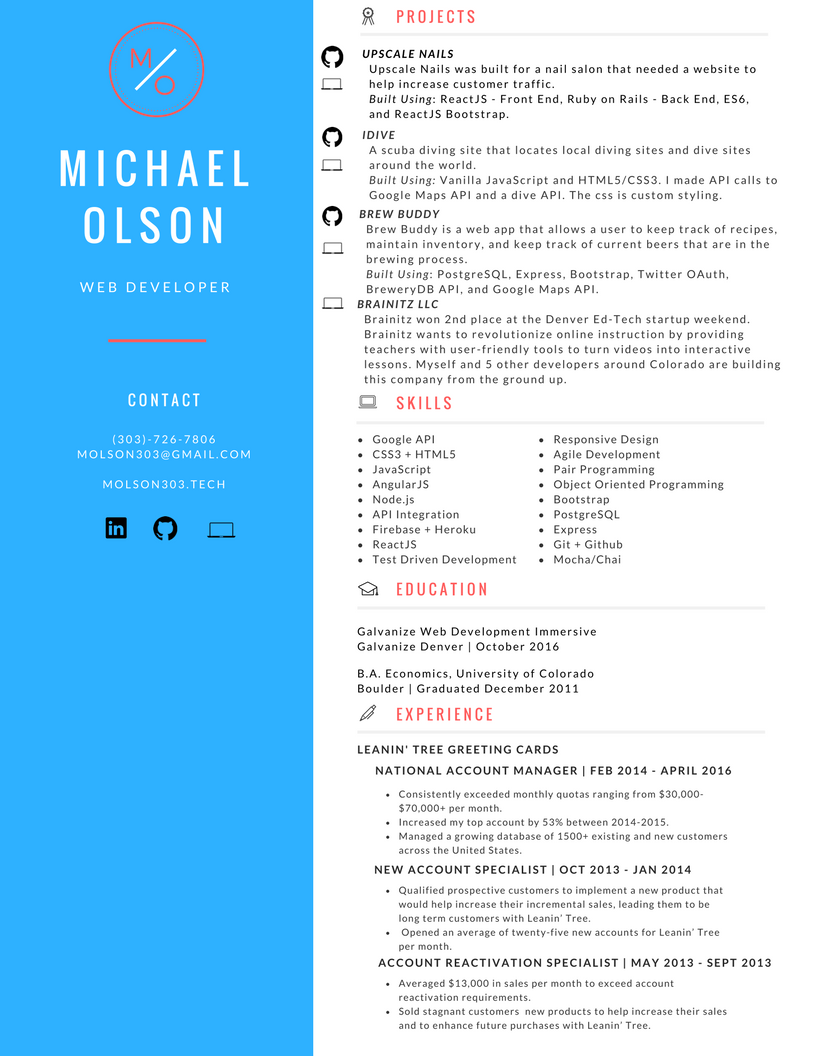 MO
MICHAEL
OLSON
WEB DEVELOPER
CONTACT
(303)-726-7806
MOLSON303@GMAIL.COM
MOLSON303.TECH
in
PROJECTS
UPSCALE NAILS
Upscale Nails was built for a nail salon that needed a website to
help increase customer traffic.
Built Using: ReactJS - Front End, Ruby on Rails - Back End, ES6,
and ReactJS Bootstrap.
IDIVE
A scuba diving site that locates local diving sites and dive sites
around the world.
Built Using: Vanilla JavaScript and HTML5/CSS3. I made API calls to
Google Maps API and a dive API. The css is custom styling.
BREW BUDDY
Brew Buddy is a web app that allows a user to keep track of recipes,
maintain inventory, and keep track of current beers that are in the
brewing process.
Built Using: PostgreSQL, Express, Bootstrap, Twitter OAuth,
BreweryDB API, and Google Maps API.
BRAINITZ LLC
Brainitz won 2nd place at the Denver Ed-Tech startup weekend.
Brainitz wants to revolutionize online instruction by providing
teachers with user-friendly tools to turn videos into interactive
lessons. Myself and 5 other developers around Colorado are building
this company from the ground up.
SKILLS
• Google API
• CSS3 + HTML5
• JavaScript
• AngularJS
• Node.js
• API Integration
• Firebase + Heroku
• ReactJS
• Test Driven Development
• Responsive Design
• Agile Development
• Pair Programming
• Object Oriented Programming
• Bootstrap
• PostgreSQL
• Express
• Git + Github
• Mocha/Chai
EDUCATION
Galvanize Web Development Immersive
Galvanize Denver | October 2016
B.A. Economics, University of Colorado
Boulder | Graduated December 2011
EXPERIENCE
LEANIN' TREE GREETING CARDS
NATIONAL ACCOUNT MANAGER | FEB 2014 - APRIL 2016
• Consistently exceeded monthly quotas ranging from $30,000-
$70,000+ per month.
• Increased my top account by 53% between 2014-2015.
• Managed a growing database of 1500+ existing and new customers
across the United States.
NEW ACCOUNT SPECIALIST | OCT 2013 - JAN 2014
• Qualified prospective customers to implement a new product that
would help increase their incremental sales, leading them to be
long term customers with Leanin' Tree.
• Opened an average of twenty-five new accounts for Leanin' Tree
per month.
ACCOUNT REACTIVATION SPECIALIST | MAY 2013 - SEPT 2013
• Averaged $13,000 in sales per month to exceed account
reactivation requirements.
• Sold stagnant customers new products to help increase their sales
and to enhance future purchases with Leanin' Tree.